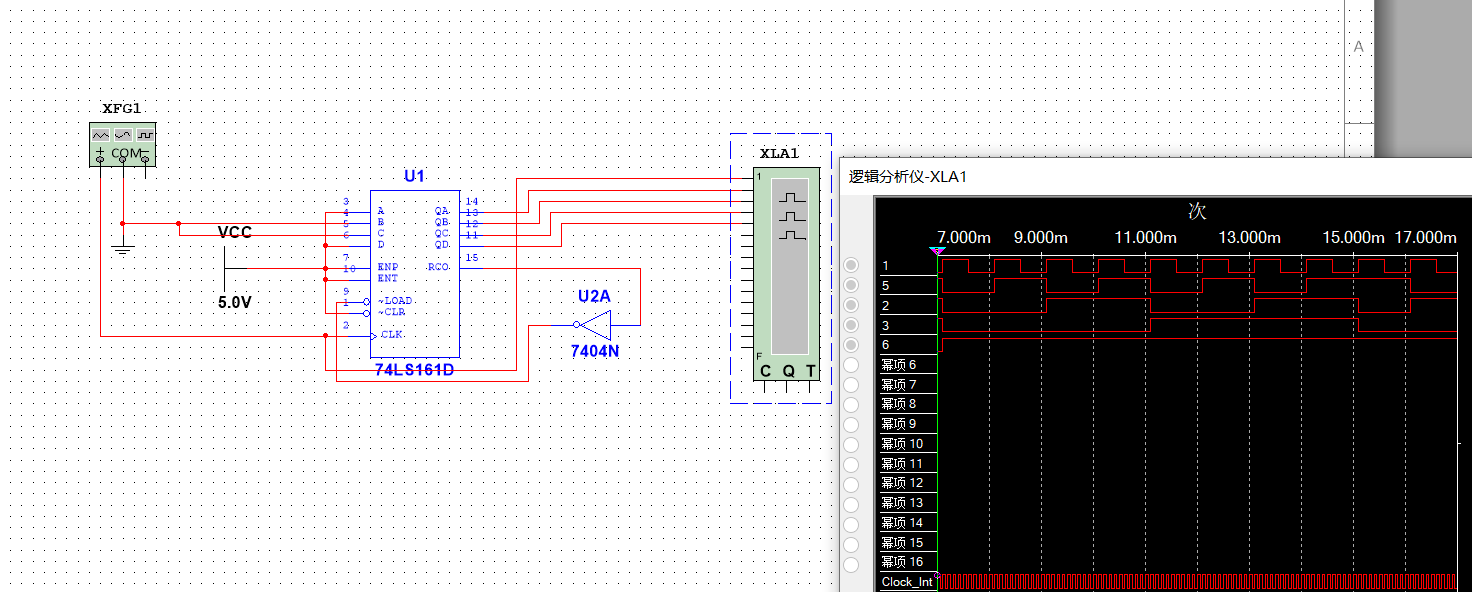 A
XFG1
COM
XLA1
U1
逻辑分析仪-XLA1
1
3
14
4
A
QA
13
5
B
QB
12
6
C
QC
11
D
QD
VCC
7
15
10
ENP
RCO
ENT
5.0V
9
1
~LOAD
~CLR
2
CLK
U2A
7404N
74LS161D
F
C Q T
次
7.000m 9.000m 11.000m 13.000m 15.000m 17.000m
1
5
2
3
6
幂项 6
幂项 7
幂项 8
幂项 9
幂项 10
幂项 11
幂项 12
幂项 13
幂项 14
幂项 15
幂项 16
Clock_Int